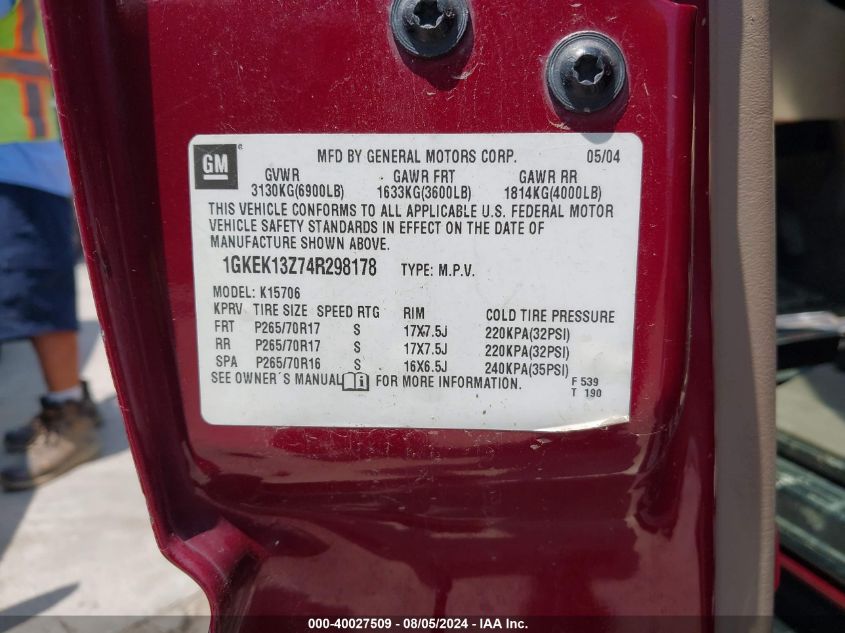 GM
MFD BY GENERAL MOTORS CORP. 05/04
GVWR GAWR FRT GAWR RR
3130KG(6900LB) 1633KG(3600LB) 1814KG(4000LB)
THIS VEHICLE CONFORMS TO ALL APPLICABLE U.S. FEDERAL MOTOR
VEHICLE SAFETY STANDARDS IN EFFECT ON THE DATE OF
MANUFACTURE SHOWN ABOVE.
1GKEK13Z74R298178 TYPE: M.P.V.
MODEL: K15706
KPRV TIRE SIZE SPEED RTG RIM COLD TIRE PRESSURE
FRT P265/70R17 S 17X7.5J 220KPA(32PSI)
RR P265/70R17 S 17X7.5J 220KPA(32PSI)
SPA P265/70R16 S 16X6.5J 240KPA(35PSI)
SEE OWNER'S MANUAL FOR MORE INFORMATION.
F 539
T 190
000-40027509 - 08/05/2024 - IAA Inc.